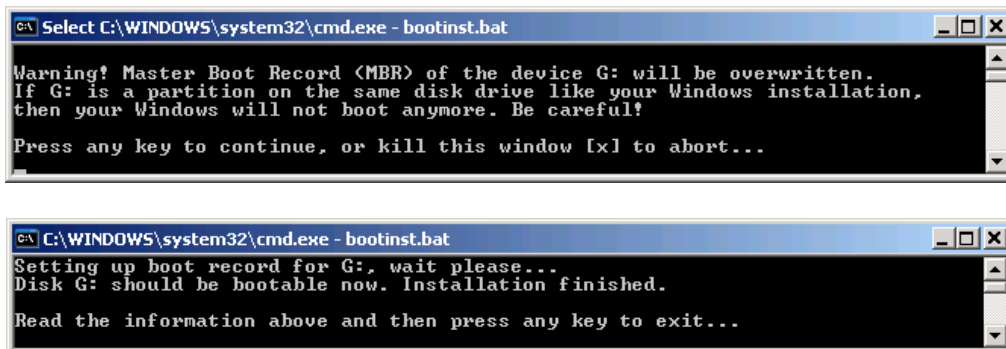 Select C:\WINDOWS\system32\cmd.exe - bootinst.bat
Warning! Master Boot Record (MBR) of the device G: will be overwritten.
If G: is a partition on the same disk drive like your Windows installation,
then your Windows will not boot anymore. Be careful!
Press any key to continue, or kill this window [x] to abort...
C:\WINDOWS\system32\cmd.exe - bootinst.bat
Setting up boot record for G:, wait please...
Disk G: should be bootable now. Installation finished.
Read the information above and then press any key to exit...